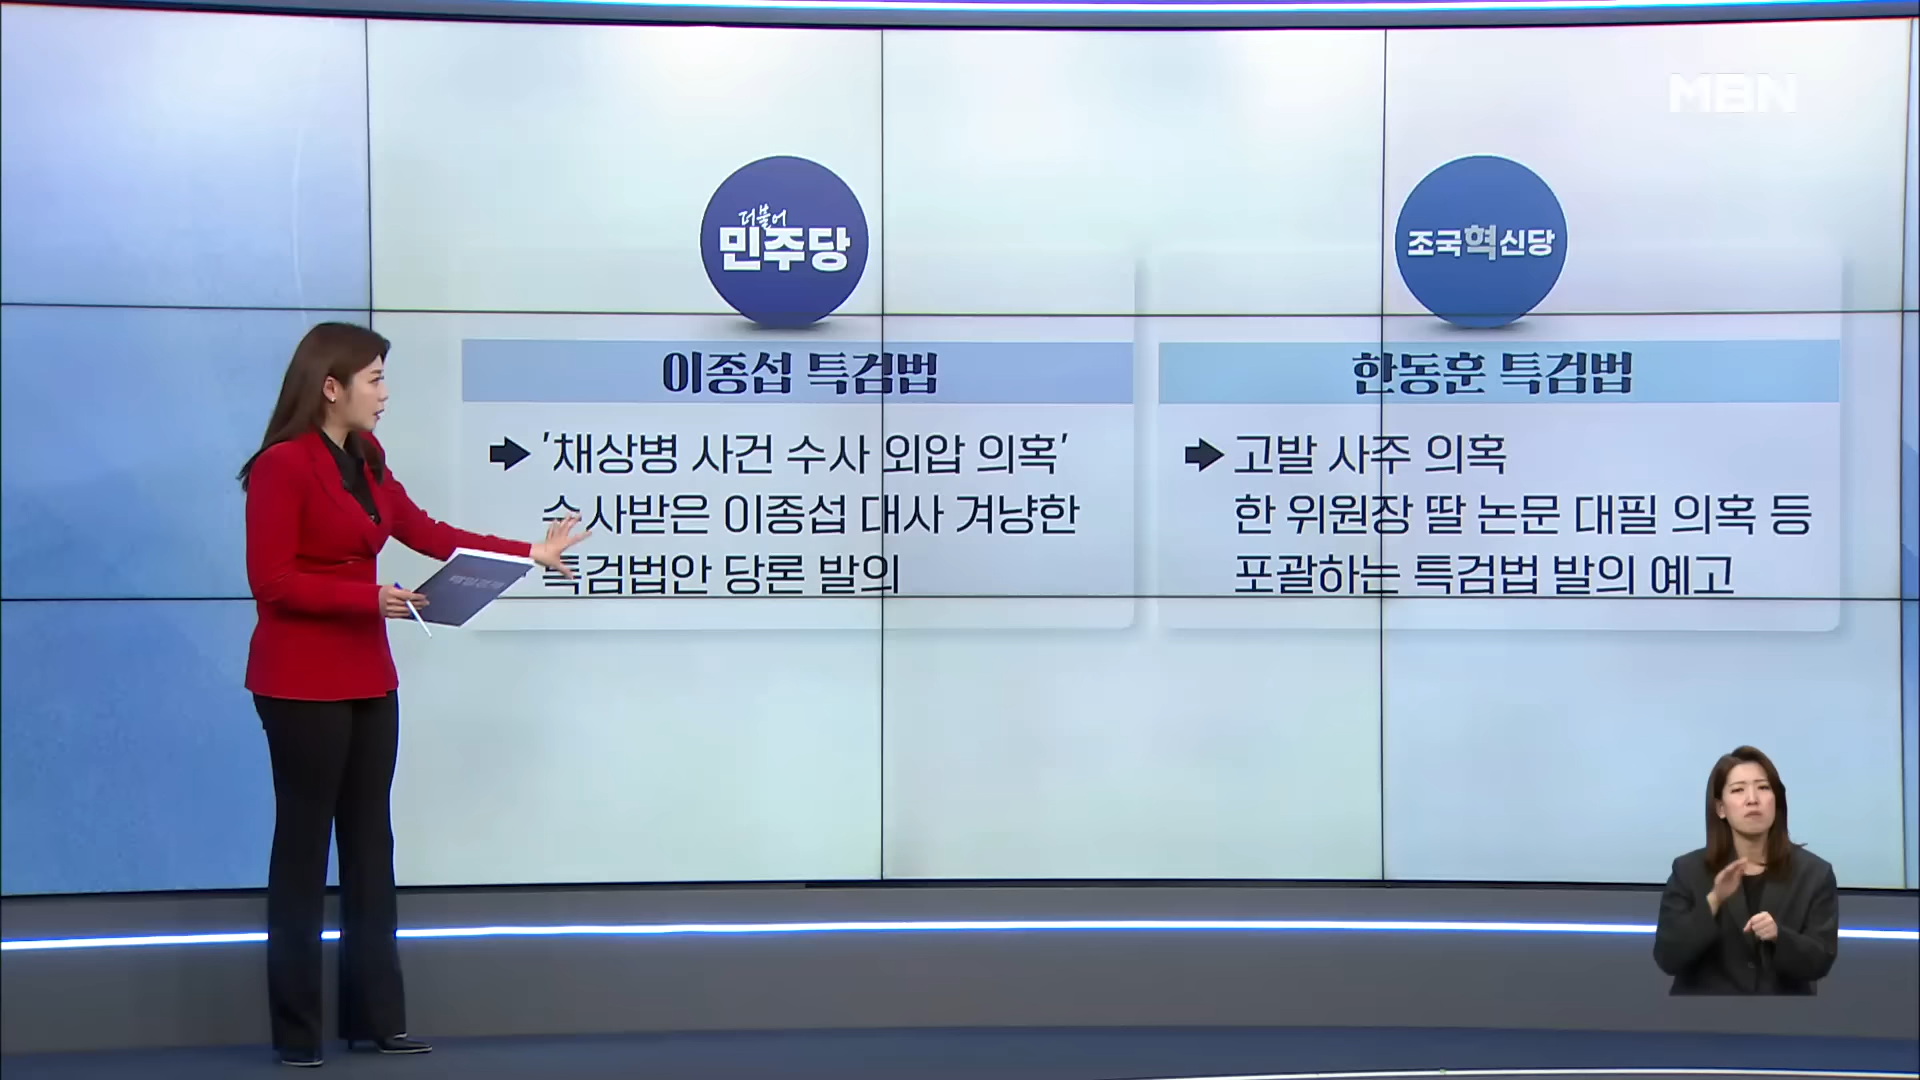 MBN
더불어
민주당
이종섭 특검법
'채상병 사건 수사 외압 의혹'
수사받은 이종섭 대사 겨냥한
특검법안 당론 발의
조국혁신당
한동훈 특검법
고발 사주 의혹
한 위원장 딸 논문 대필 의혹 등
포괄하는 특검법 발의 예고